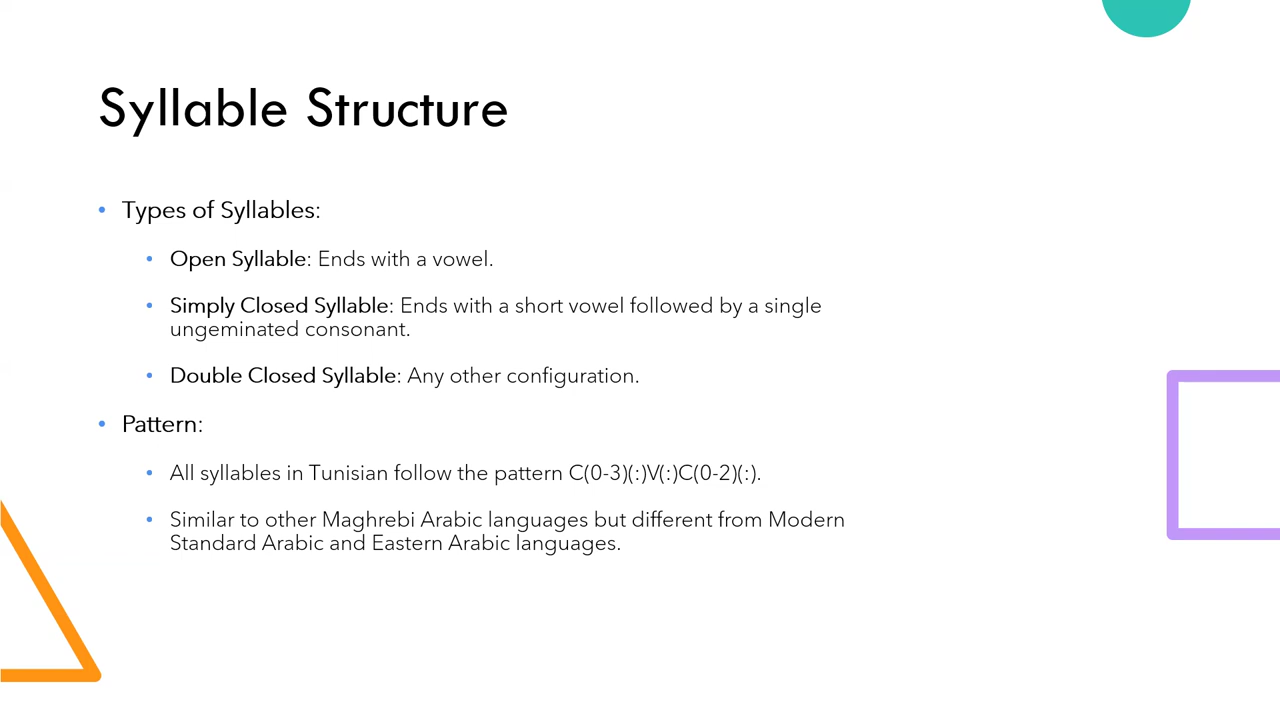 Syllable Structure
• Types of Syllables:
• Open Syllable: Ends with a vowel.
• Simply Closed Syllable: Ends with a short vowel followed by a single
ungeminated consonant.
• Double Closed Syllable: Any other configuration.
• Pattern:
• All syllables in Tunisian follow the pattern C(0-3)(:)V(:)C(0-2)(:).
• Similar to other Maghrebi Arabic languages but different from Modern
Standard Arabic and Eastern Arabic languages.